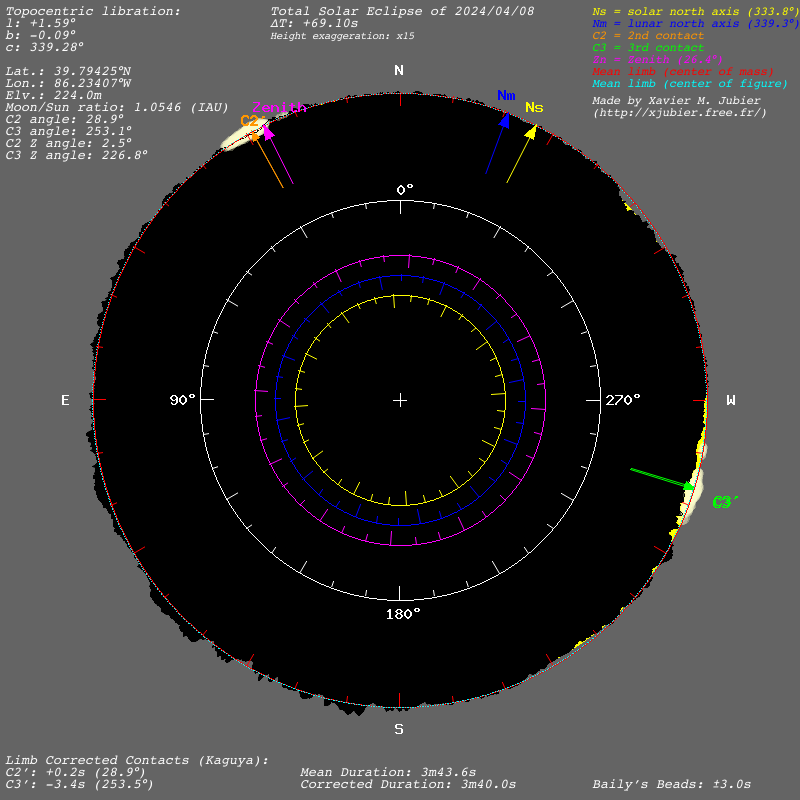 Topocentric libration:
l: +1.59°
b: -0.09°
c: 339.28°
Total Solar Eclipse of 2024/04/08
ΔT: +69.10s
Height exaggeration: x15
Ns = solar north axis (333.8°)
Nm = lunar north axis (339.3°)
C2 = 2nd contact
C3 = 3rd contact
Zn = Zenith (26.4°)
Mean limb (center of mass)
Mean limb (center of figure)
Made by Xavier M. Jubier
(http://xjubier.free.fr/)
Lat.: 39.79425°N
Lon.: 86.23407°W
Elv.: 224.0m
Moon/Sun ratio: 1.0546 (IAU)
C2 angle: 28.9°
C3 angle: 253.1°
C2 Z angle: 2.5°
C3 Z angle: 226.8°
N
Zenith
C2'
Nm
Ns
0°
E
90°
270°
W
C3'
180°
S
Limb Corrected Contacts (Kaguya):
C2': +0.2s (28.9°)
C3': -3.4s (253.5°)
Mean Duration: 3m43.6s
Corrected Duration: 3m40.0s
Baily's Beads: ±3.0s